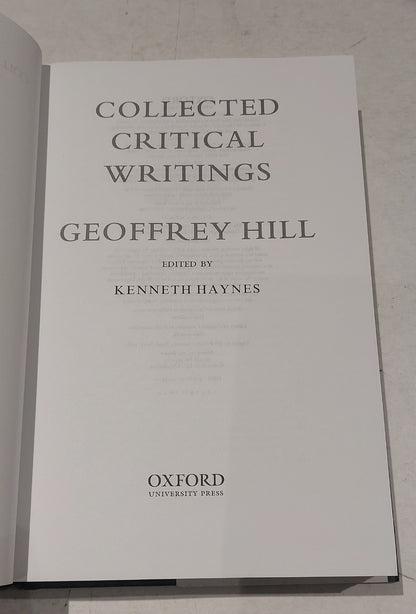 COLLECTED
CRITICAL
WRITINGS
GEOFFREY HILL
EDITED BY
KENNETH HAYNES
OXFORD
UNIVERSITY PRESS